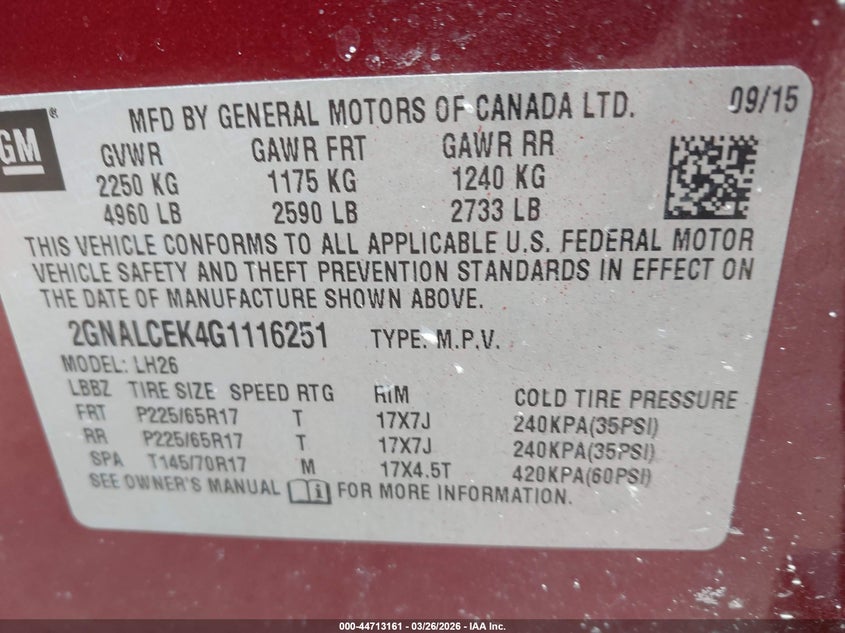 GM®
MFD BY GENERAL MOTORS OF CANADA LTD. 09/15
GVWR GAWR FRT GAWR RR
2250 KG 1175 KG 1240 KG
4960 LB 2590 LB 2733 LB
THIS VEHICLE CONFORMS TO ALL APPLICABLE U.S. FEDERAL MOTOR
VEHICLE SAFETY AND THEFT PREVENTION STANDARDS IN EFFECT ON
THE DATE OF MANUFACTURE SHOWN ABOVE.
2GNALCEK4G1116251 TYPE: M.P.V.
MODEL: LH26
LBBZ TIRE SIZE SPEED RTG RIM COLD TIRE PRESSURE
FRT P225/65R17 T 17X7J 240KPA(35PSI)
RR P225/65R17 T 17X7J 240KPA(35PSI)
SPA T145/70R17 M 17X4.5T 420KPA(60PSI)
SEE OWNER'S MANUAL i FOR MORE INFORMATION.
000-44713161 - 03/26/2026 - IAA Inc.